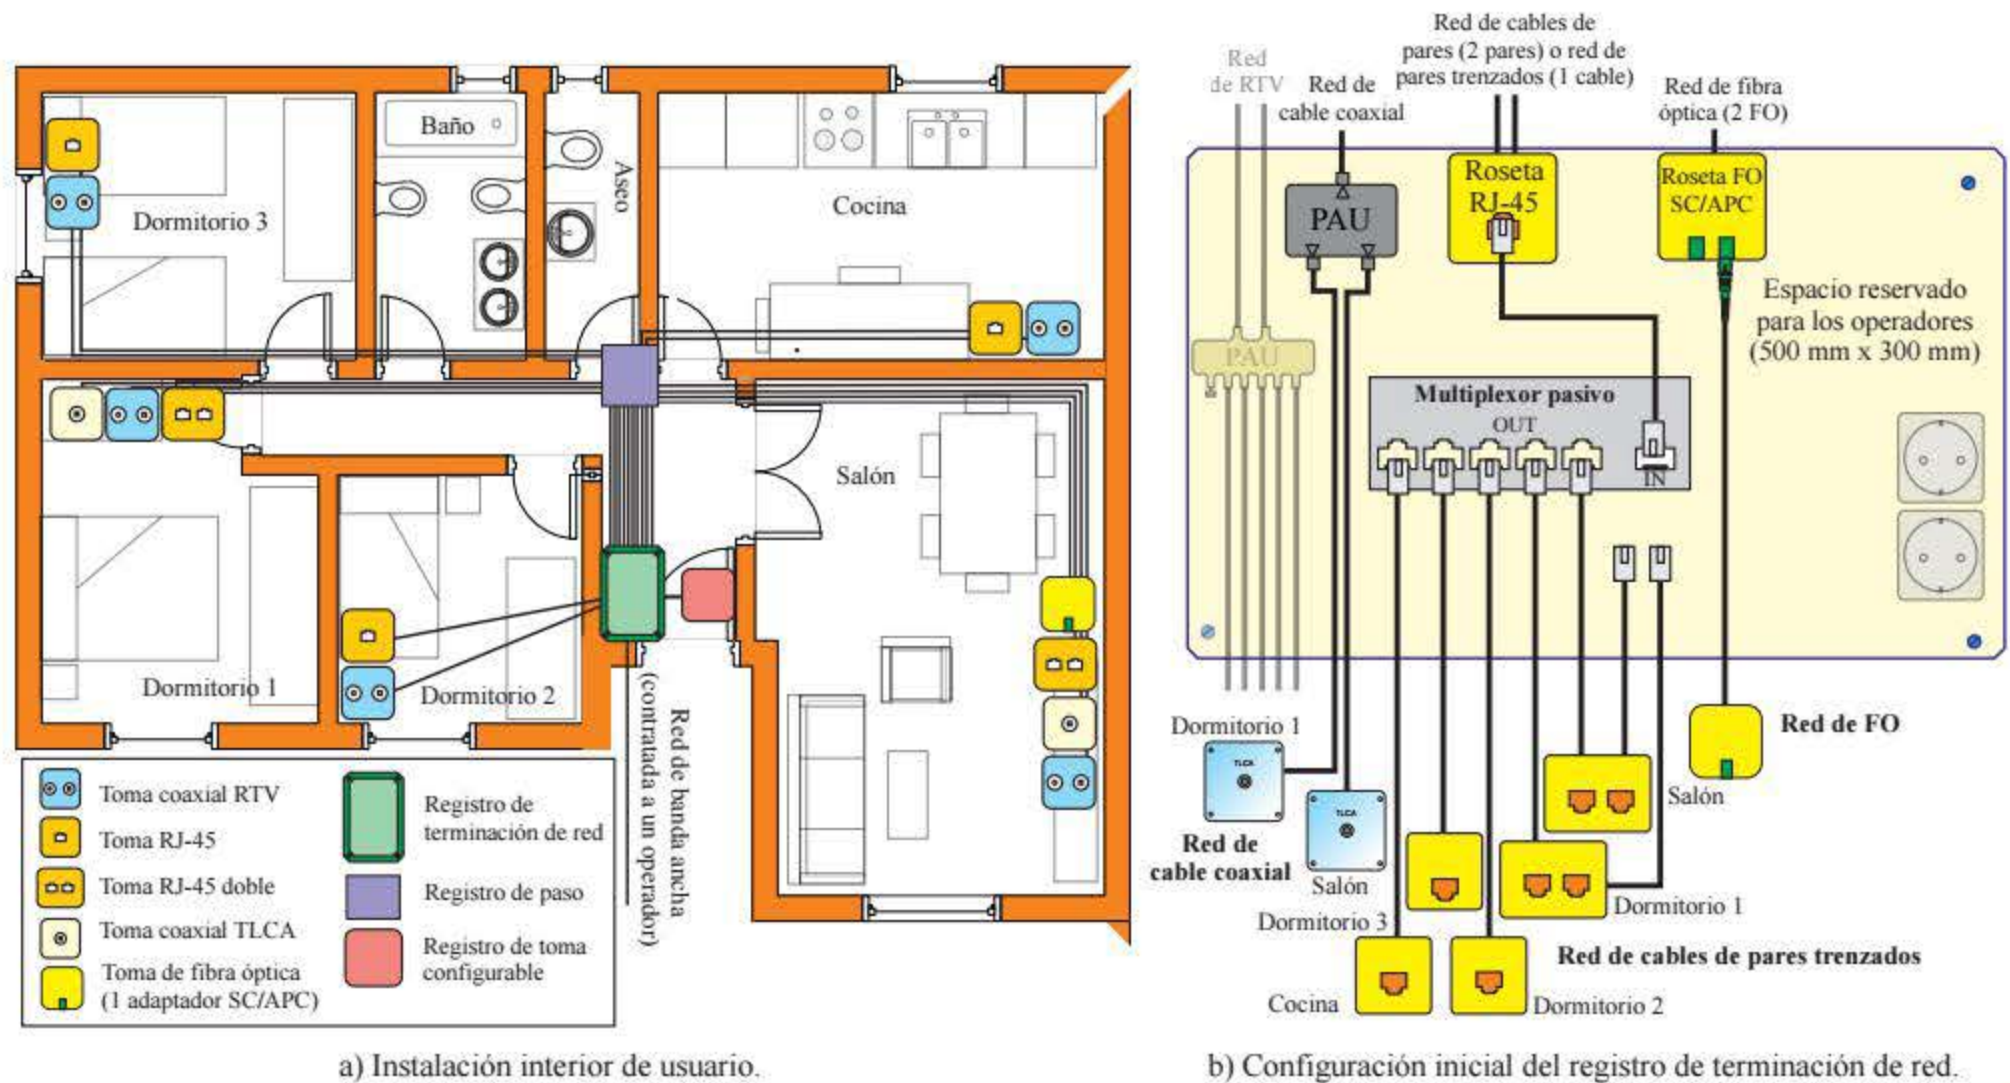 Baño
Aseo
Cocina
Dormitorio 3
Salón
Dormitorio 1
Dormitorio 2
Red de banda ancha
(contratada a un operador)
Toma coaxial RTV
Toma RJ-45
Toma RJ-45 doble
Toma coaxial TLCA
Toma de fibra óptica
(1 adaptador SC/APC)
Registro de
terminación de red
Registro de paso
Registro de toma
configurable
a) Instalación interior de usuario.
Red
de RTV
Red de
cable coaxial
Red de cables de
pares (2 pares) o red de
pares trenzados (1 cable)
Red de fibra
óptica (2 FO)
PAU
Roseta
RJ-45
Roseta FO
SC/APC
Espacio reservado
para los operadores
(500 mm x 300 mm)
PAU
Multiplexor pasivo
OUT
IN
Dormitorio 1
TLCA
TLCA
Red de
cable coaxial
Salón
Red de FO
Salón
Dormitorio 1
Dormitorio 3
Red de cables de pares trenzados
Cocina
Dormitorio 2
b) Configuración inicial del registro de terminación de red.